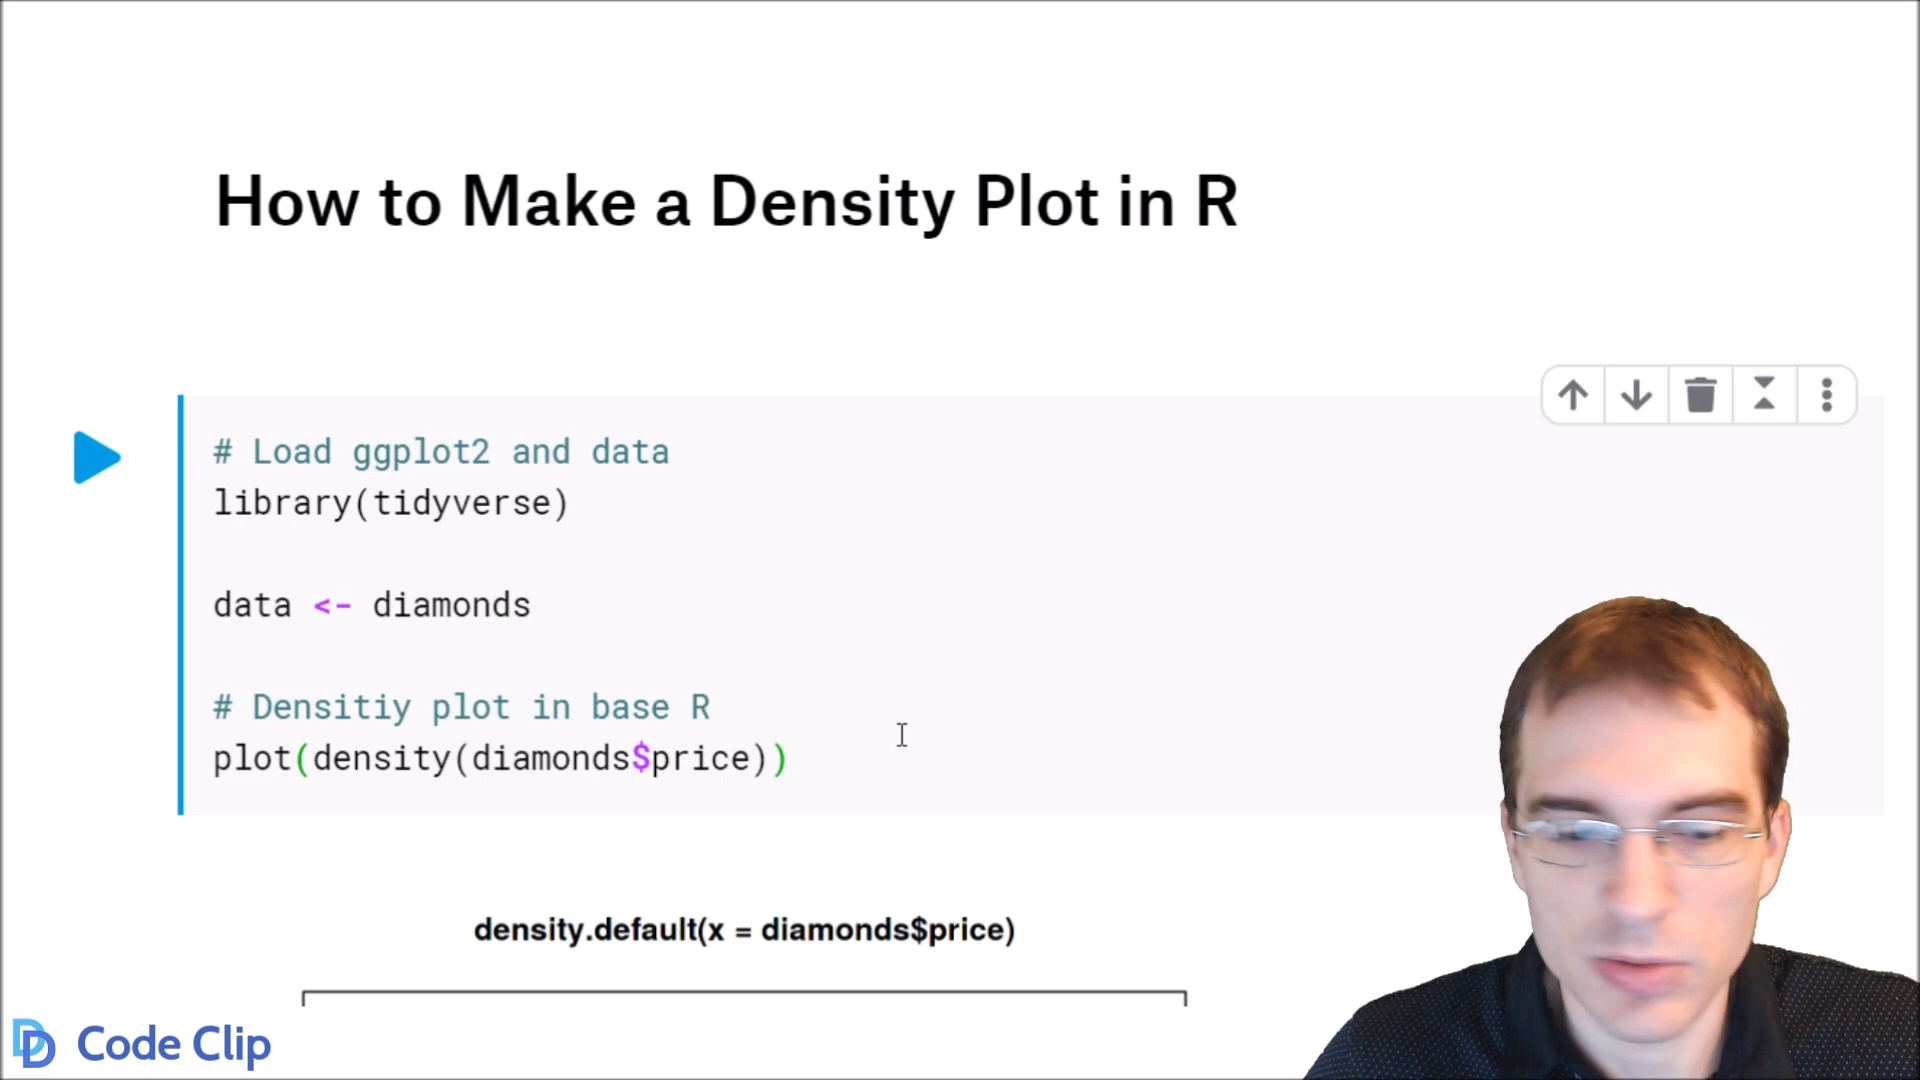 How to Make a Density Plot in R
# Load ggplot2 and data
library(tidyverse)
data <- diamonds
# Densitiy plot in base R
plot(density(diamonds$price))
density.default(x = diamonds$price)
Code Clip